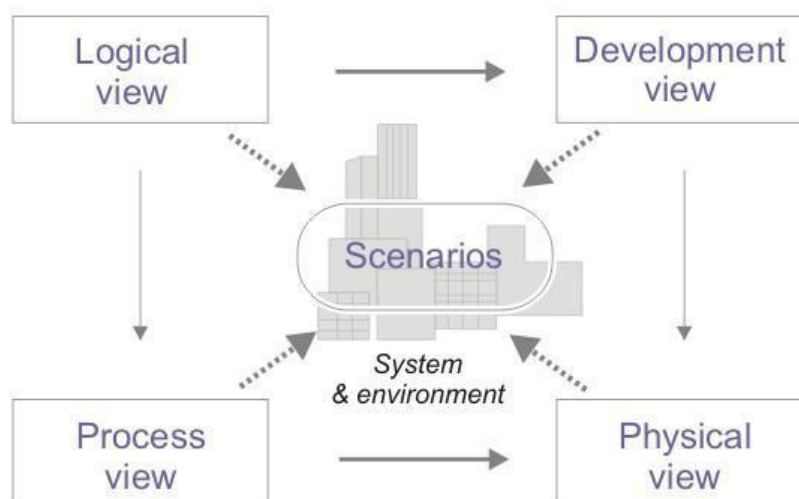 Logical
view
Development
view
Scenarios
System
& environment
Process
view
Physical
view